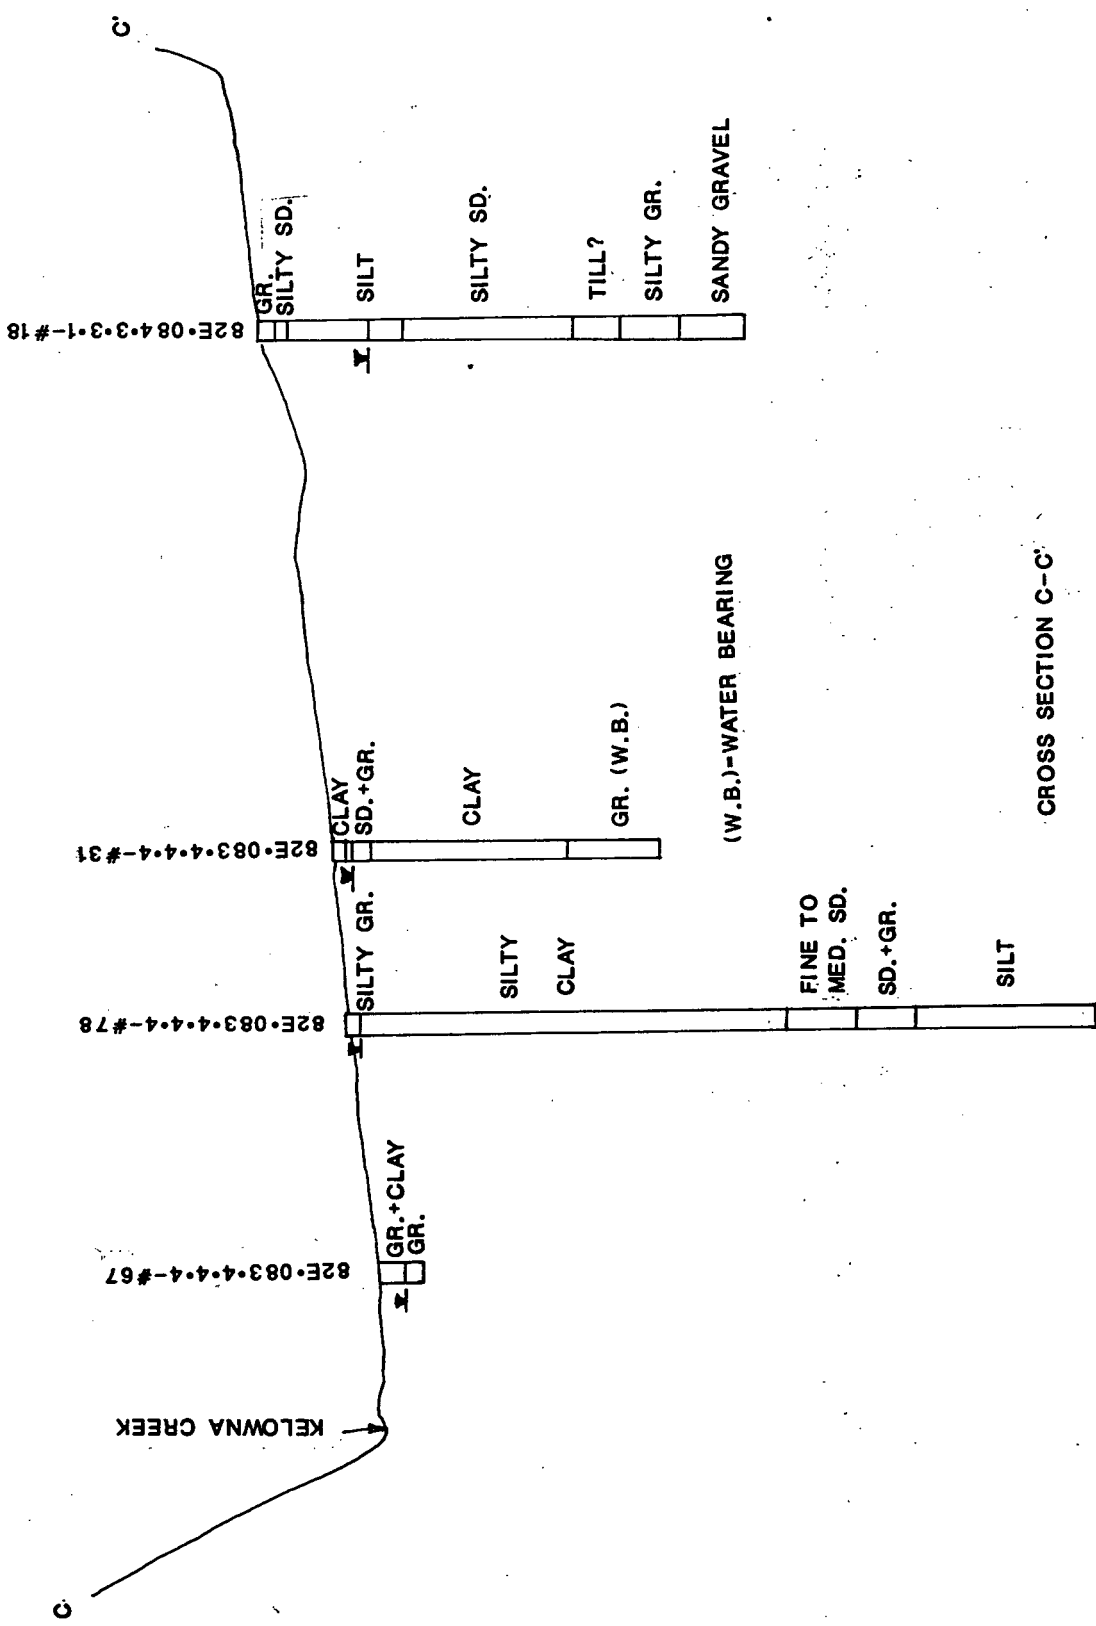 C
C'
KELOWNA CREEK
82E·083·4·4·4-#67
GR.+CLAY
GR.
82E·083·4·4·4-#78
SILTY GR.
SILTY
CLAY
FINE TO
MED. SD.
SD.+GR.
SILT
82E·083·4·4·4-#31
CLAY
SD.+GR.
CLAY
GR. (W.B.)
82E·084·3·3·1-#18
GR.
SILTY SD.
SILT
SILTY SD.
TILL?
SILTY GR.
SANDY GRAVEL
(W.B.)=WATER BEARING
CROSS SECTION C-C'